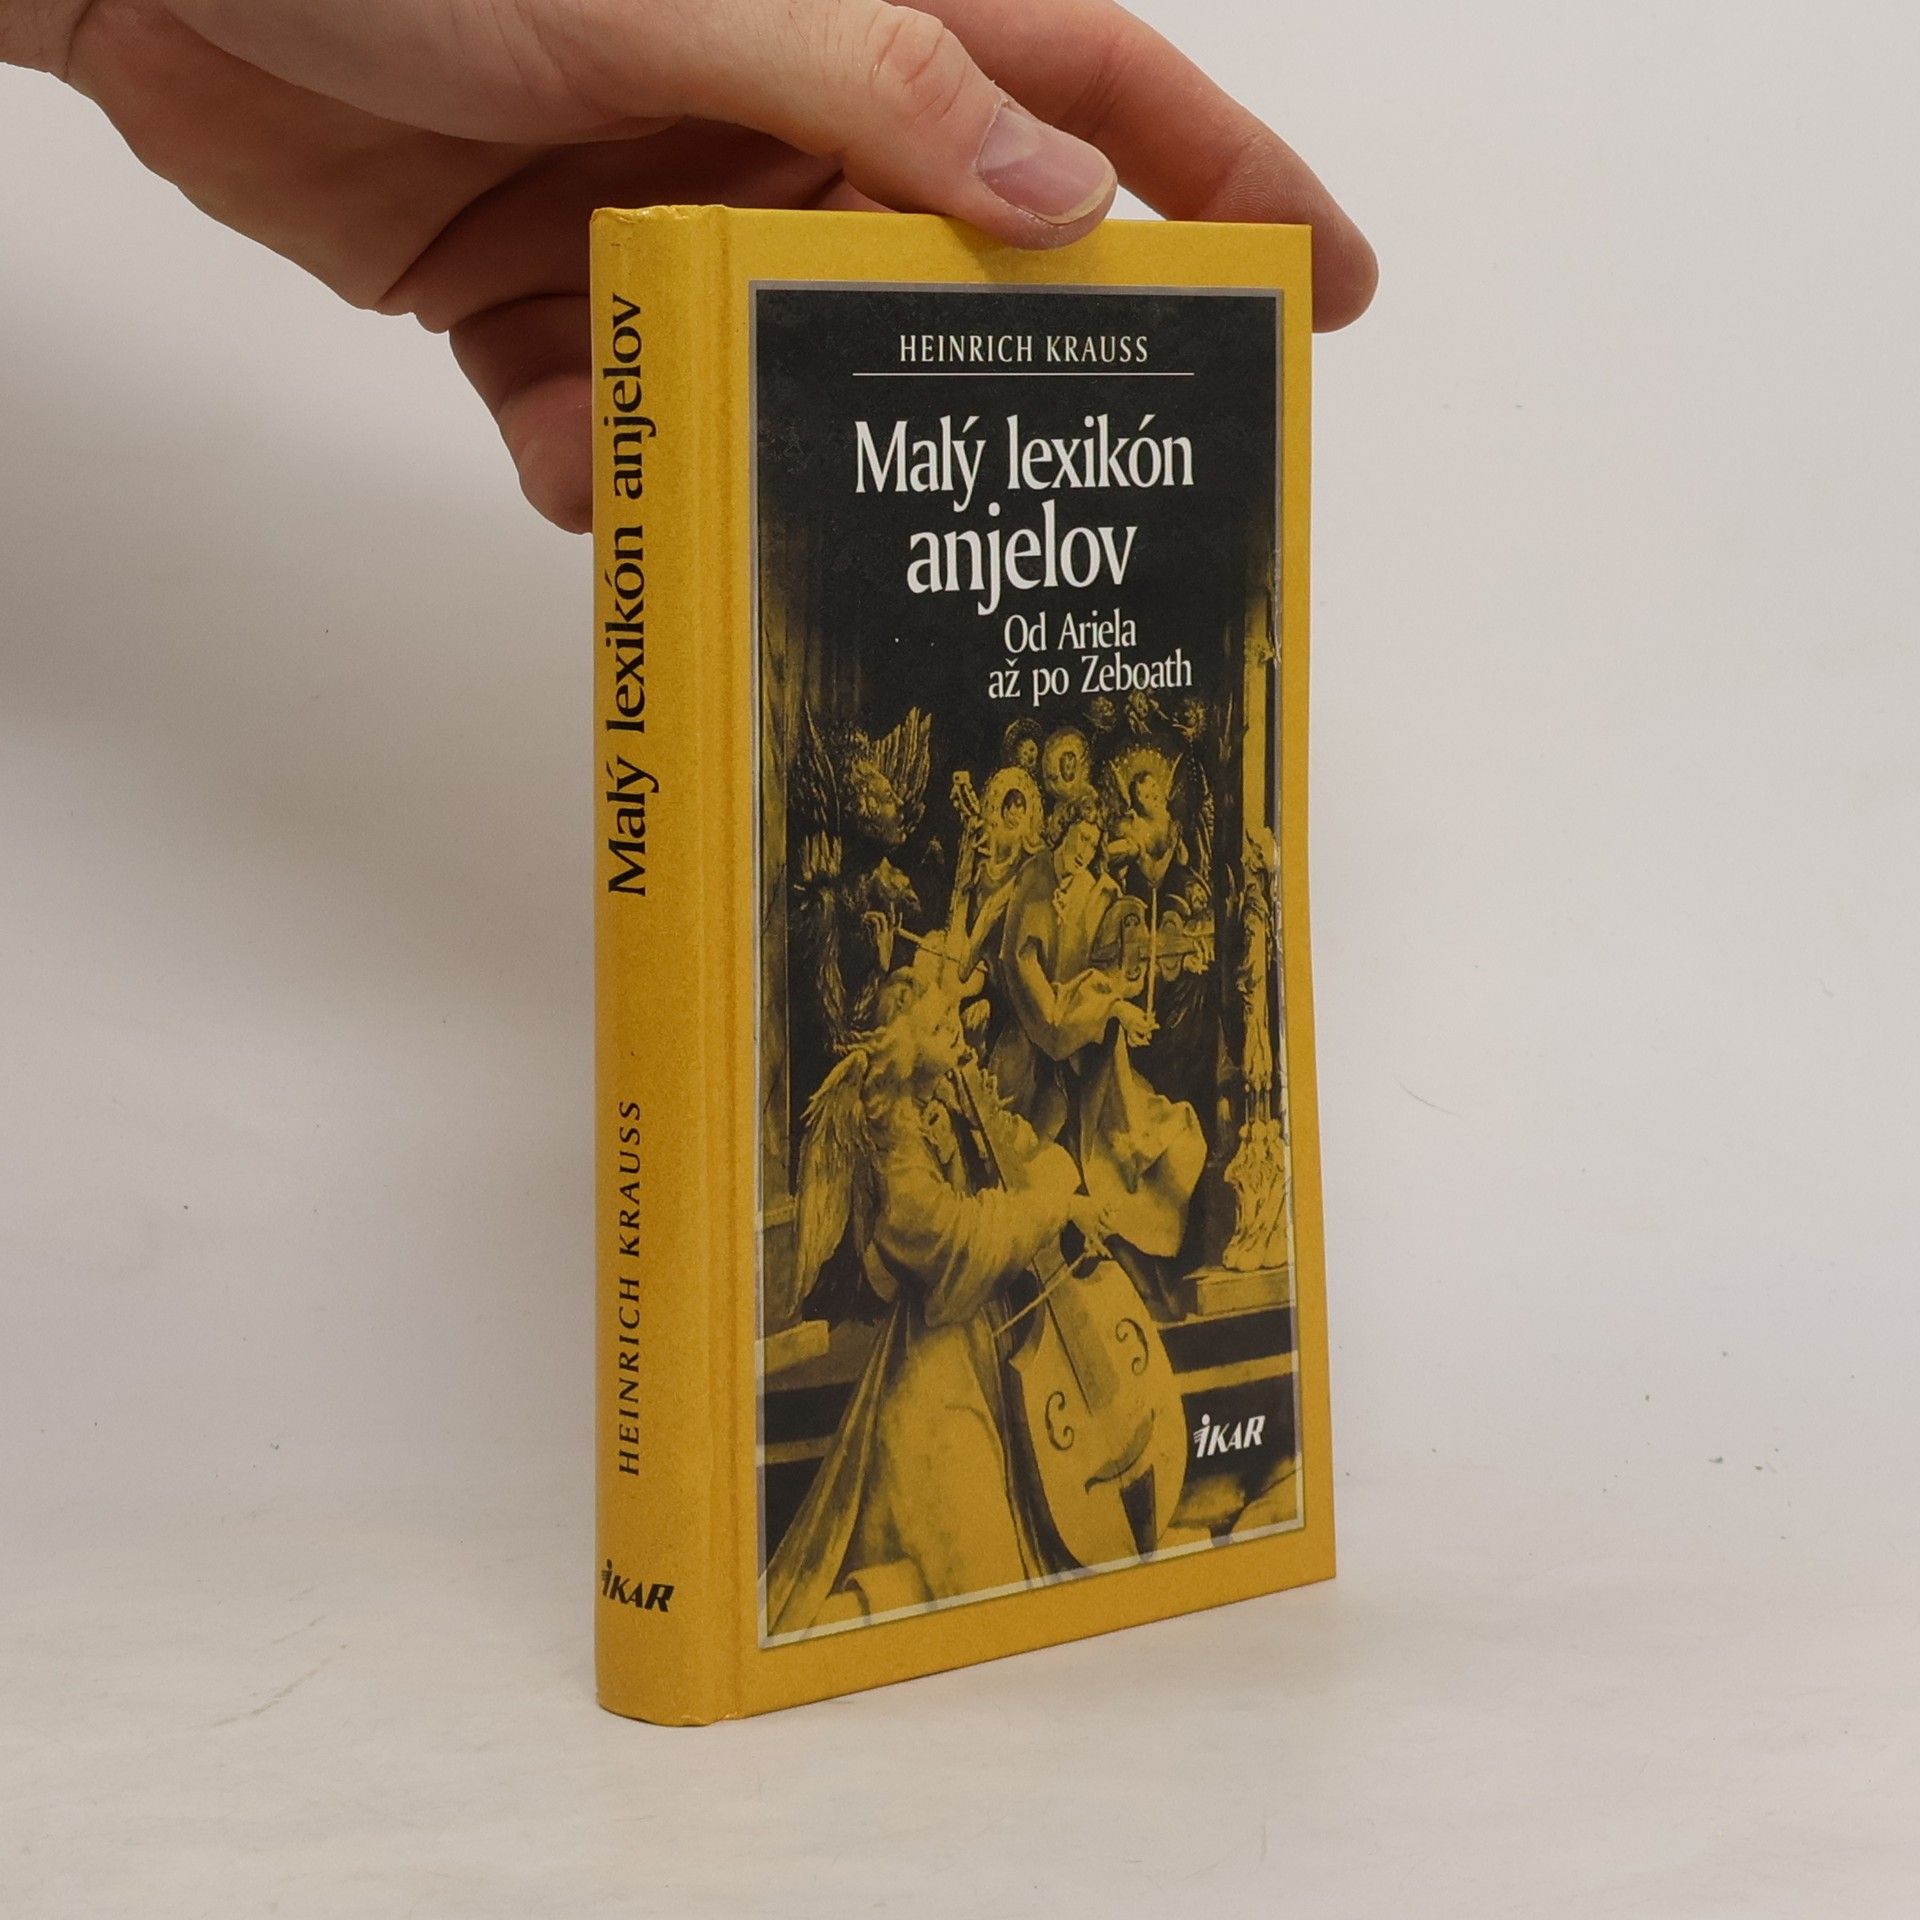 HEINRICH KRAUSS
Malý lexikón
anjelov
Od Ariela
až po Zeboath
IKAR
Malý lexikón anjelov
HEINRICH KRAUSS
IKAR